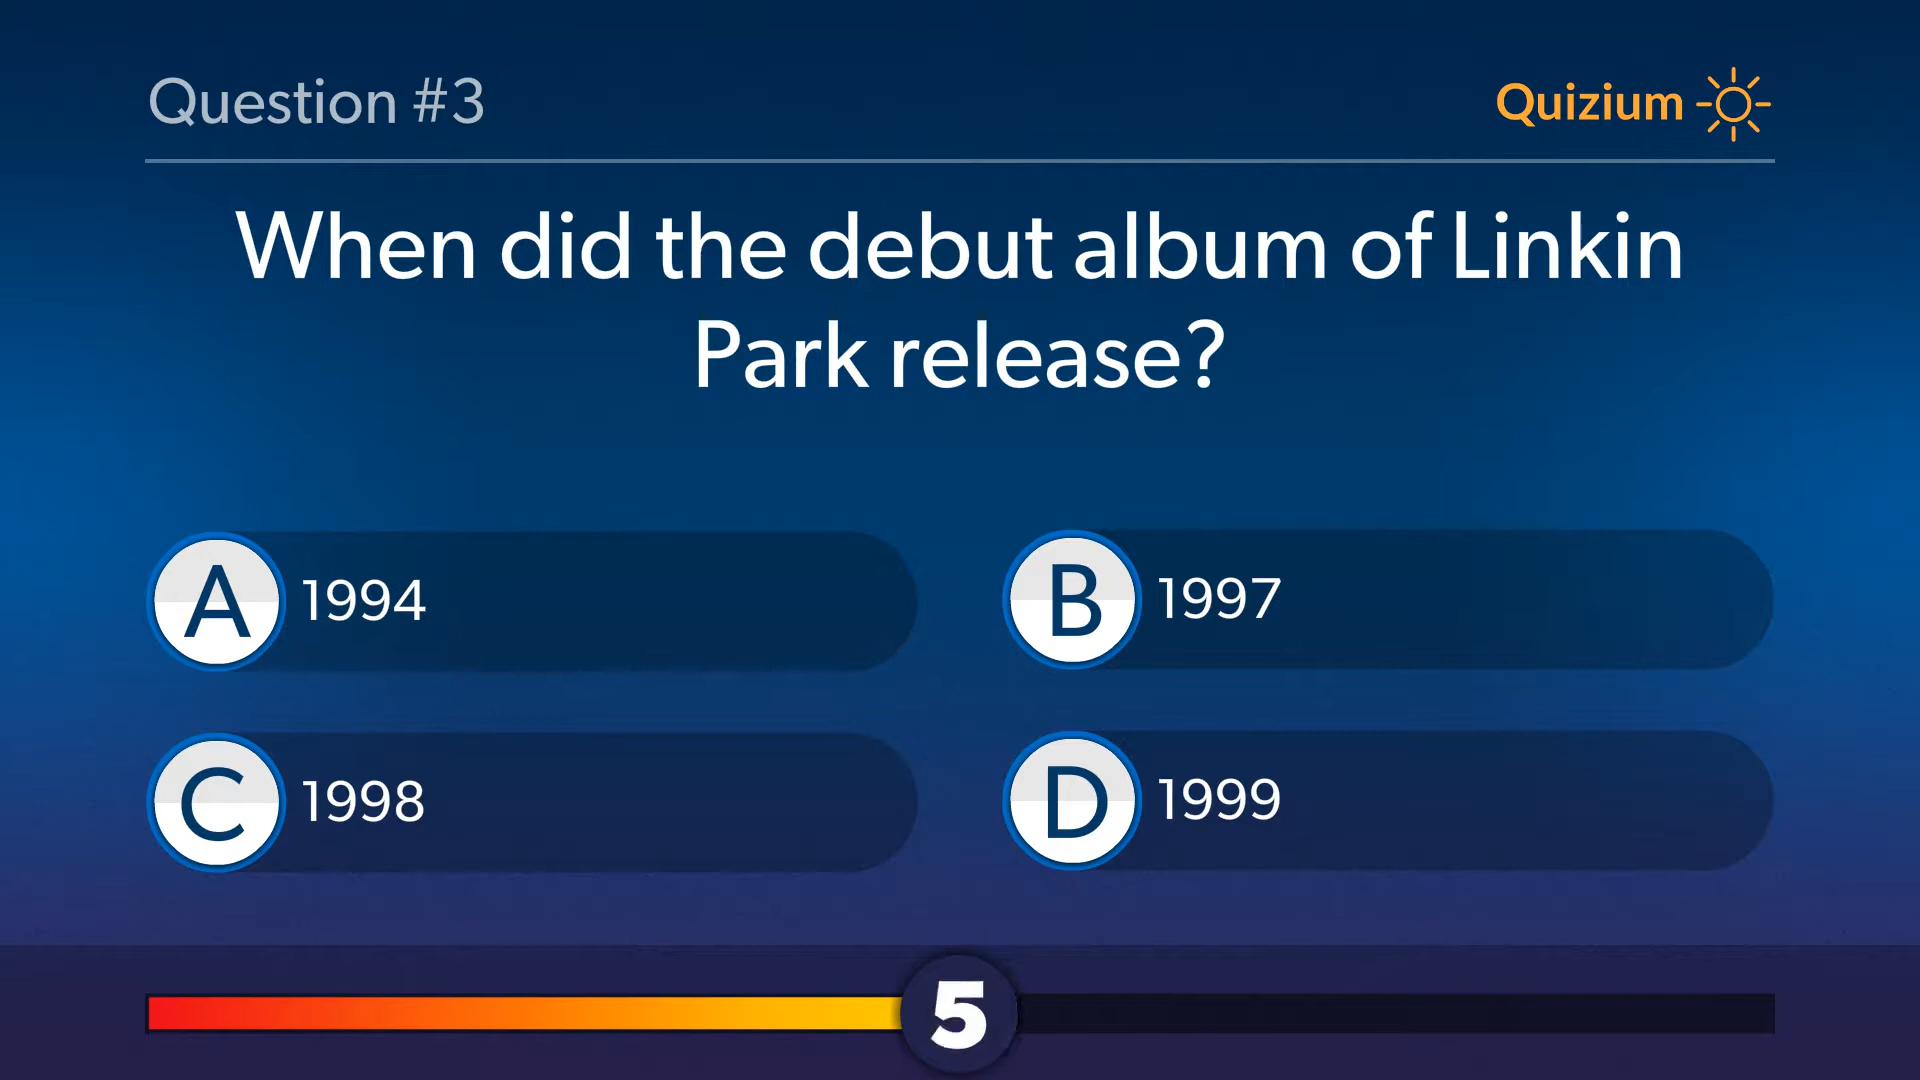 Question #3
Quizium
When did the debut album of Linkin
Park release?
A 1994
B 1997
C 1998
D 1999
5